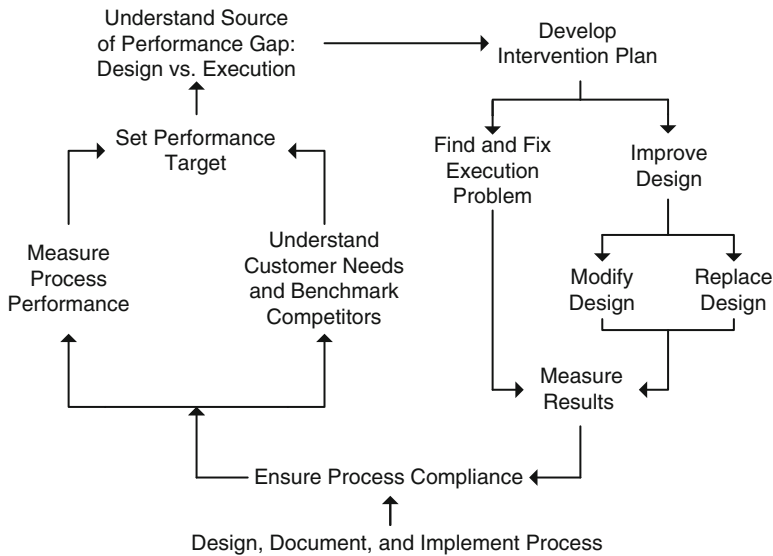 Understand Source
of Performance Gap:
Design vs. Execution
Develop
Intervention Plan
Set Performance
Target
Find and Fix
Execution
Problem
Improve
Design
Measure
Process
Performance
Understand
Customer Needs
and Benchmark
Competitors
Modify
Design
Replace
Design
Measure
Results
Ensure Process Compliance
Design, Document, and Implement Process